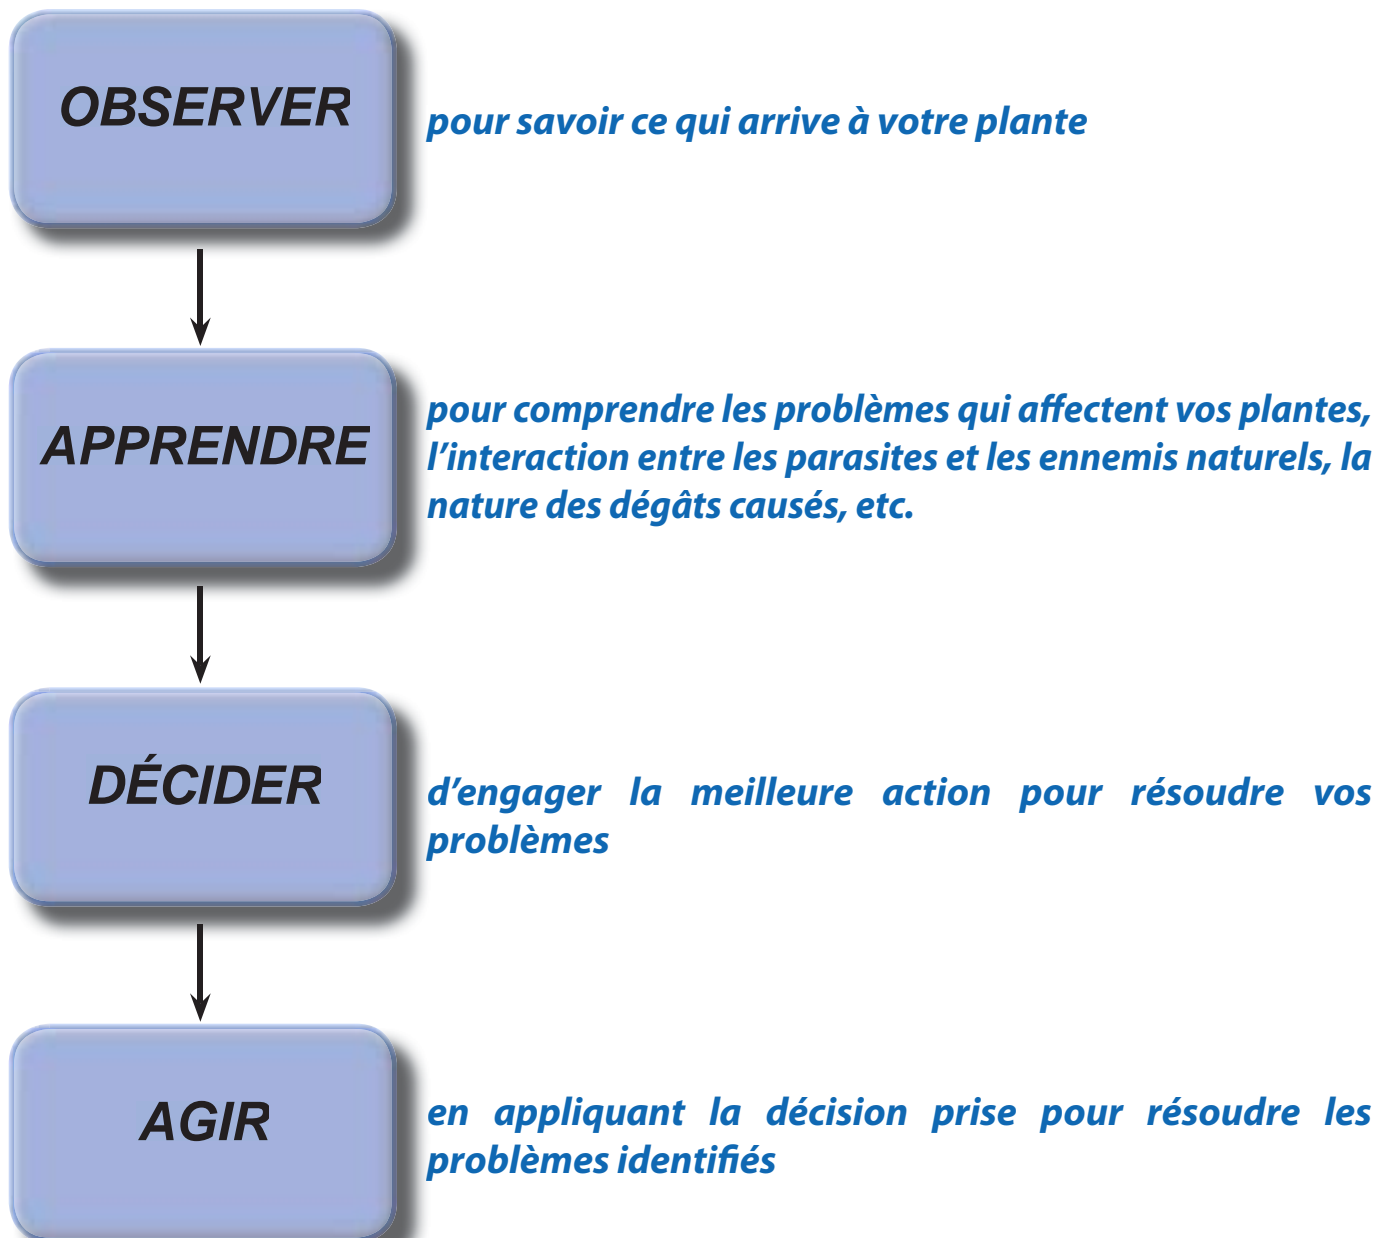 OBSERVER
pour savoir ce qui arrive à votre plante
APPRENDRE
pour comprendre les problèmes qui affectent vos plantes,
l’interaction entre les parasites et les ennemis naturels, la
nature des dégâts causés, etc.
DÉCIDER
d’engager la meilleure action pour résoudre vos
problèmes
AGIR
en appliquant la décision prise pour résoudre les
problèmes identifiés